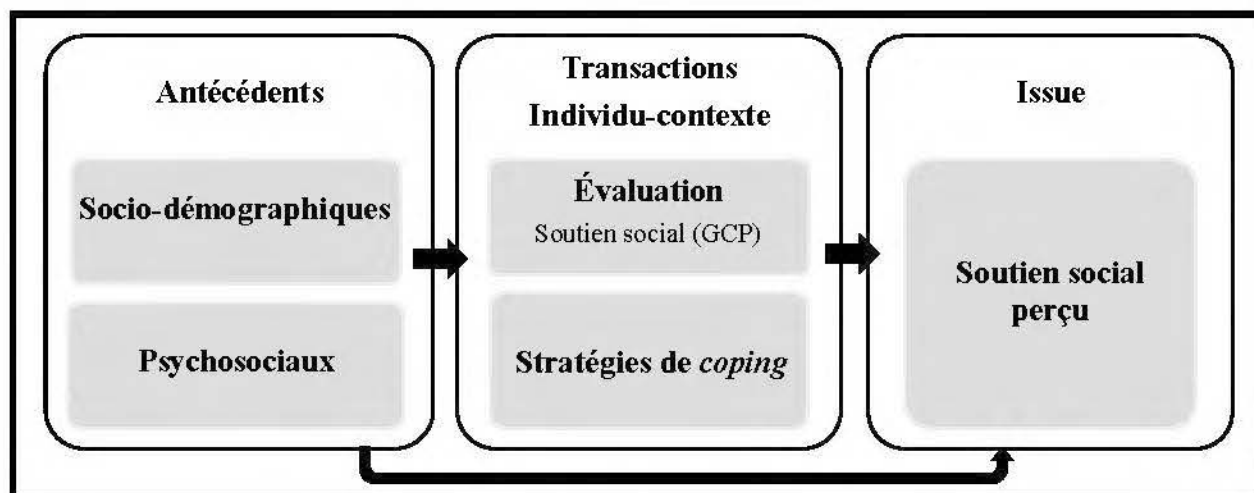 Antécédents
Socio-démographiques
Psychosociaux
Transactions
Individu-contexte
Évaluation
Soutien social (GCP)
Stratégies de coping
Issue
Soutien social
perçu